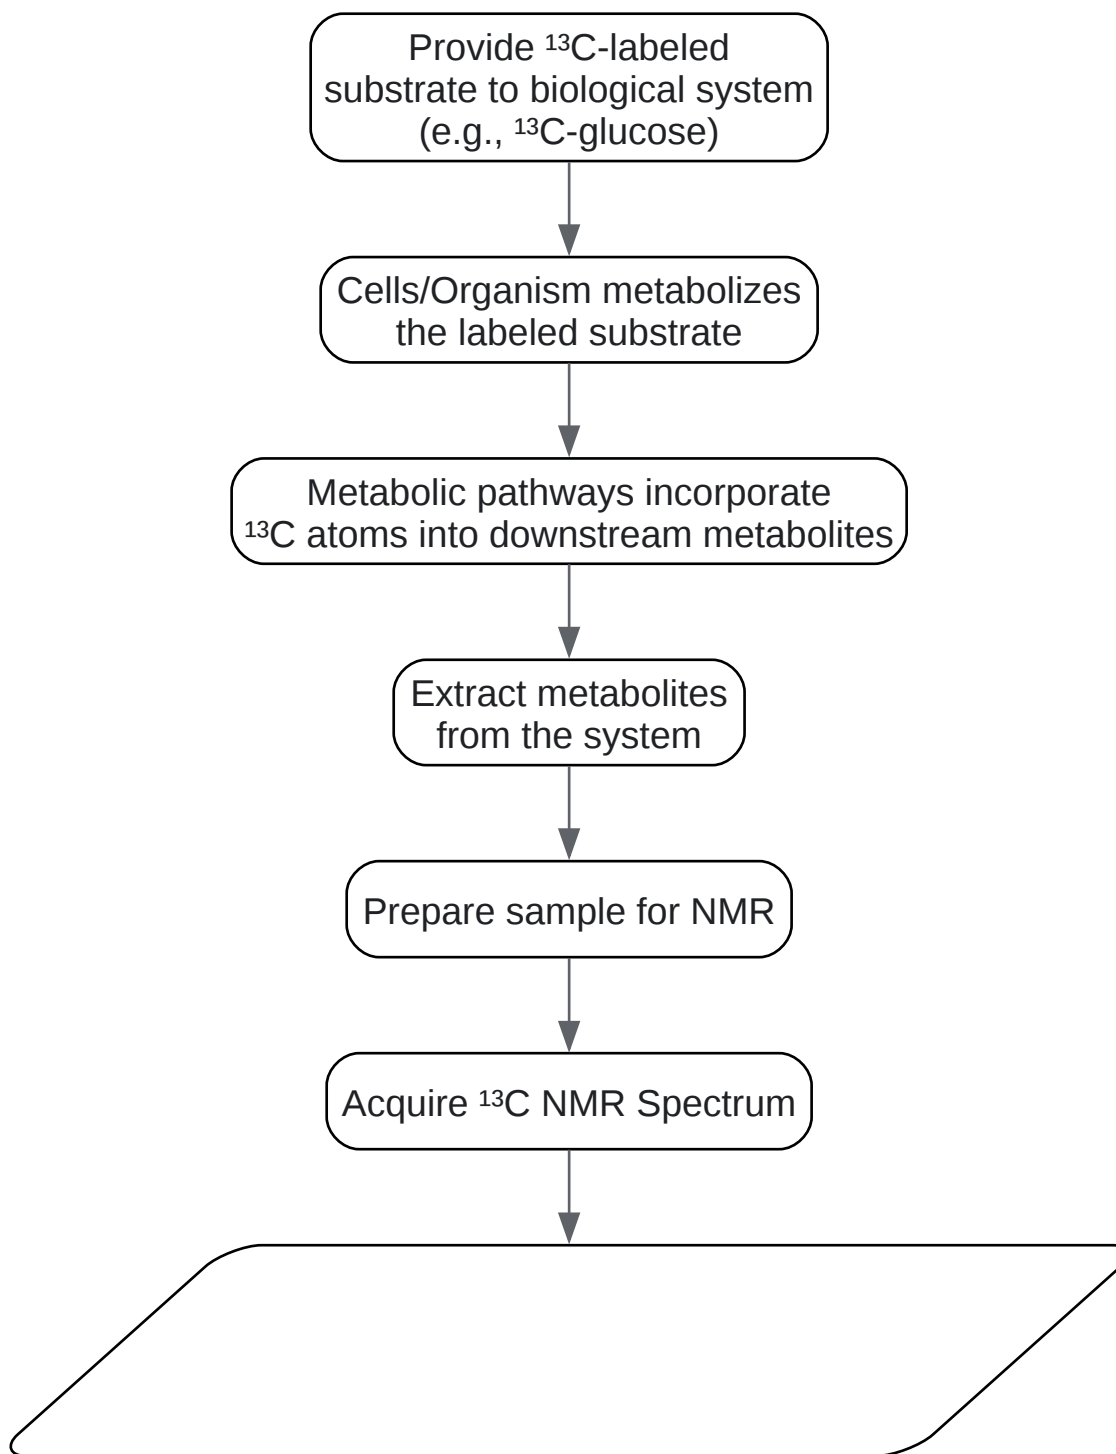 Provide ¹³C-labeled
substrate to biological system
(e.g., ¹³C-glucose)
Cells/Organism metabolizes
the labeled substrate
Metabolic pathways incorporate
¹³C atoms into downstream metabolites
Extract metabolites
from the system
Prepare sample for NMR
Acquire ¹³C NMR Spectrum